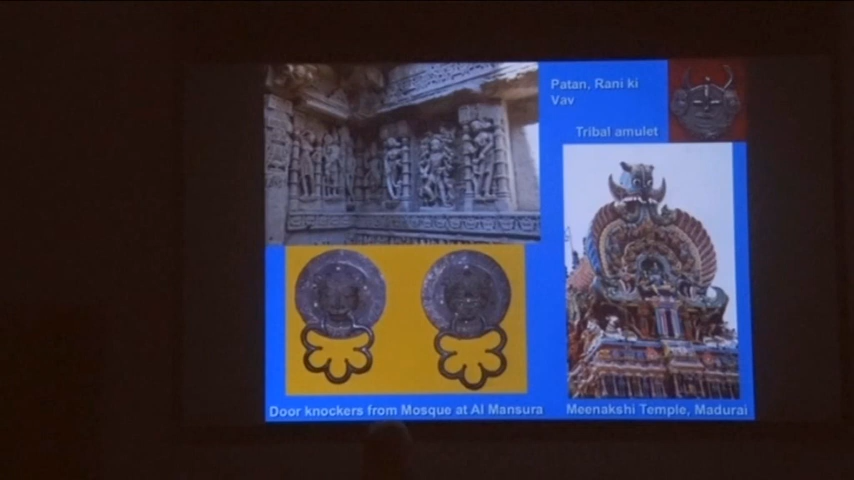 Patan, Rani ki
Vav
Tribal amulet
Door knockers from Mosque at Al Mansura
Meenakshi Temple, Madurai